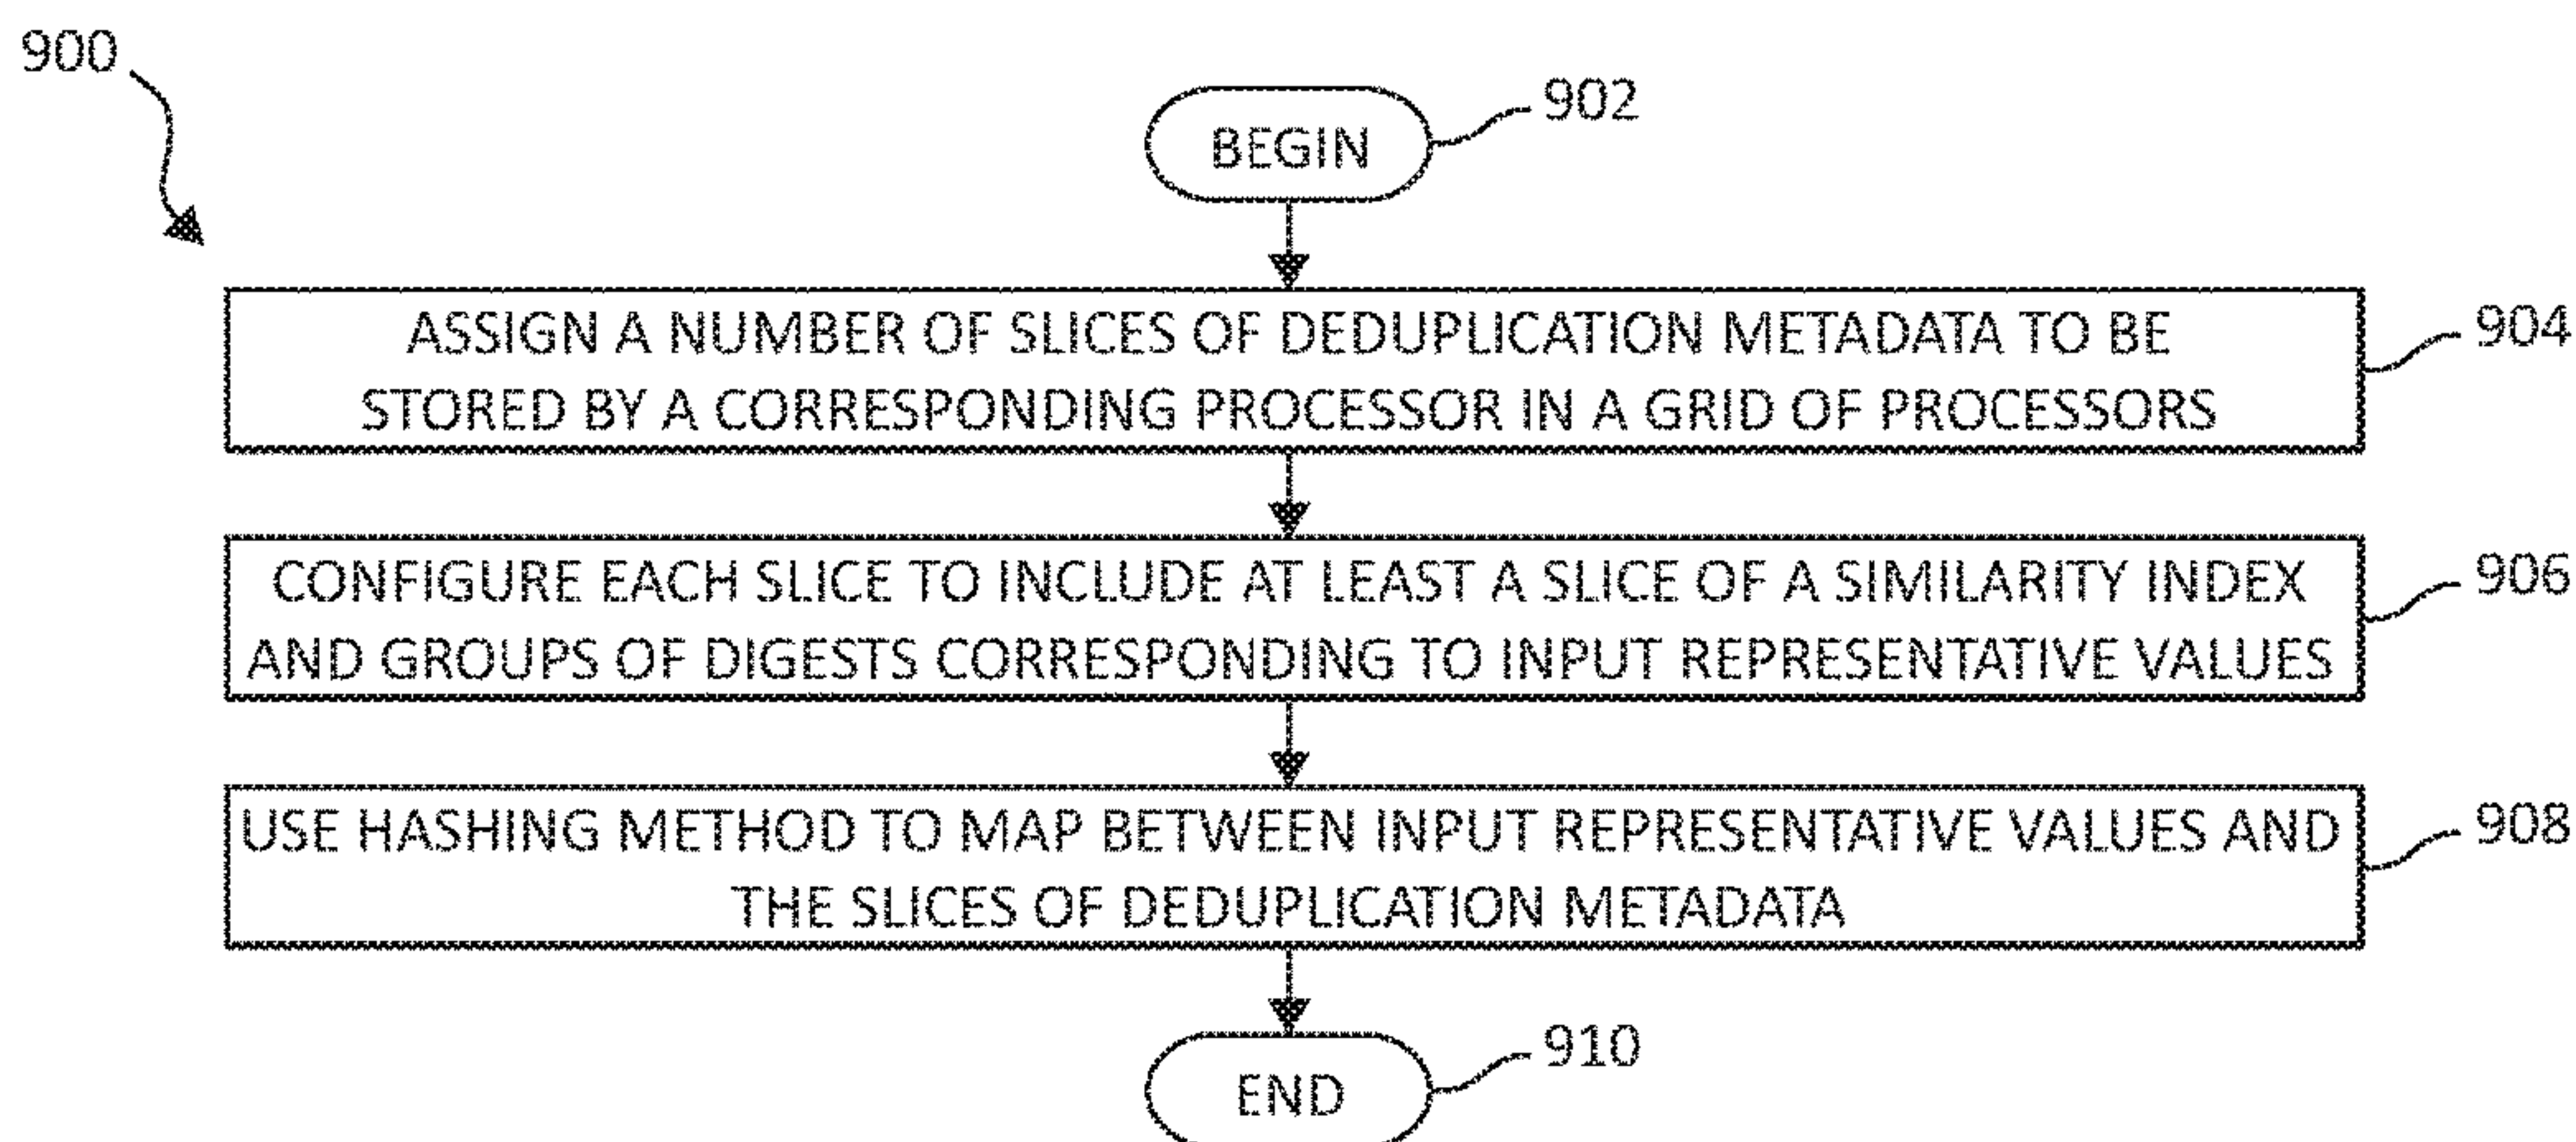 900
902
BEGIN
ASSIGN A NUMBER OF SLICES OF DEDUPLICATION METADATA TO BE
STORED BY A CORRESPONDING PROCESSOR IN A GRID OF PROCESSORS
904
CONFIGURE EACH SLICE TO INCLUDE AT LEAST A SLICE OF A SIMILARITY INDEX
AND GROUPS OF DIGESTS CORRESPONDING TO INPUT REPRESENTATIVE VALUES
906
USE HASHING METHOD TO MAP BETWEEN INPUT REPRESENTATIVE VALUES AND
THE SLICES OF DEDUPLICATION METADATA
908
910
END